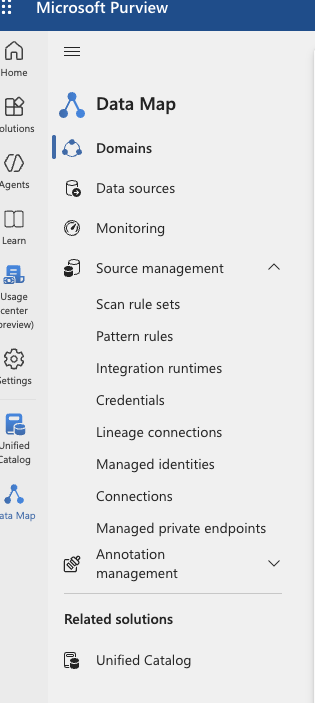 Microsoft Purview
Home
olutions
Agents
Learn
Usage
center
preview)
ettings
Unified
Catalog
ata Map
Data Map
Domains
Data sources
Monitoring
Source management
Scan rule sets
Pattern rules
Integration runtimes
Credentials
Lineage connections
Managed identities
Connections
Managed private endpoints
Annotation
management
Related solutions
Unified Catalog